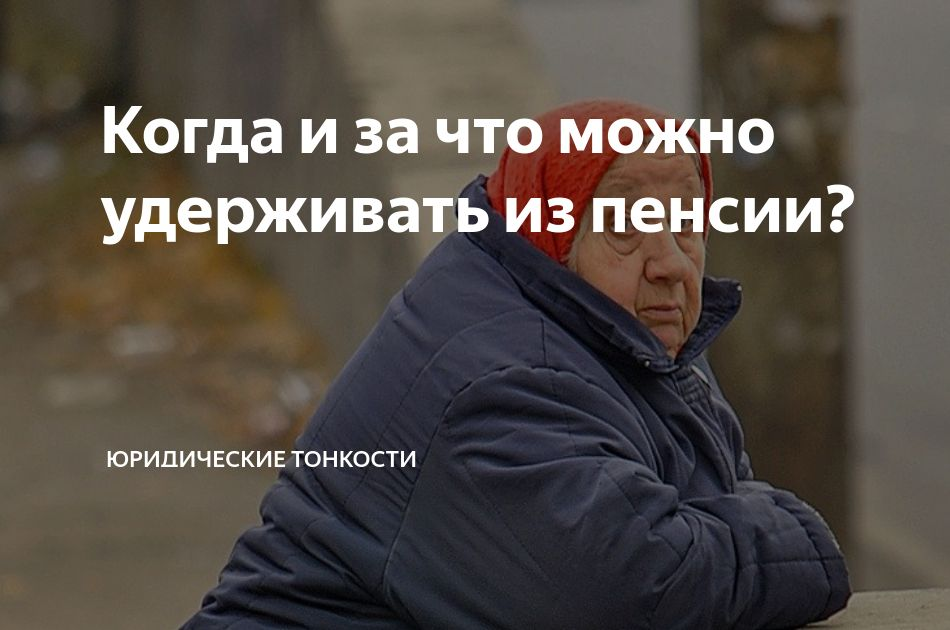 Когда и за что можно
удерживать из пенсии?
ЮРИДИЧЕСКИЕ ТОНКОСТИ